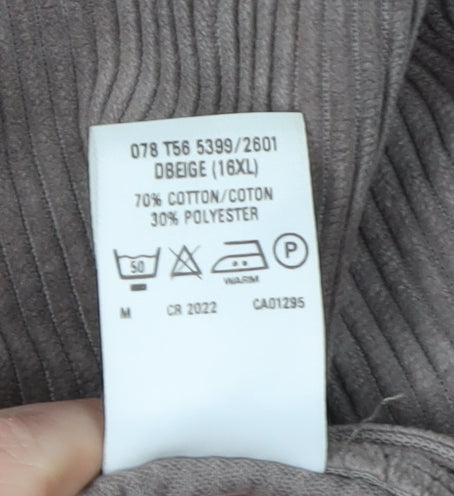 078 T56 5399/2601
DBEIGE (16XL)
70% COTTON/COTON
30% POLYESTER
50
P
WARM
M CR 2022 CA01295